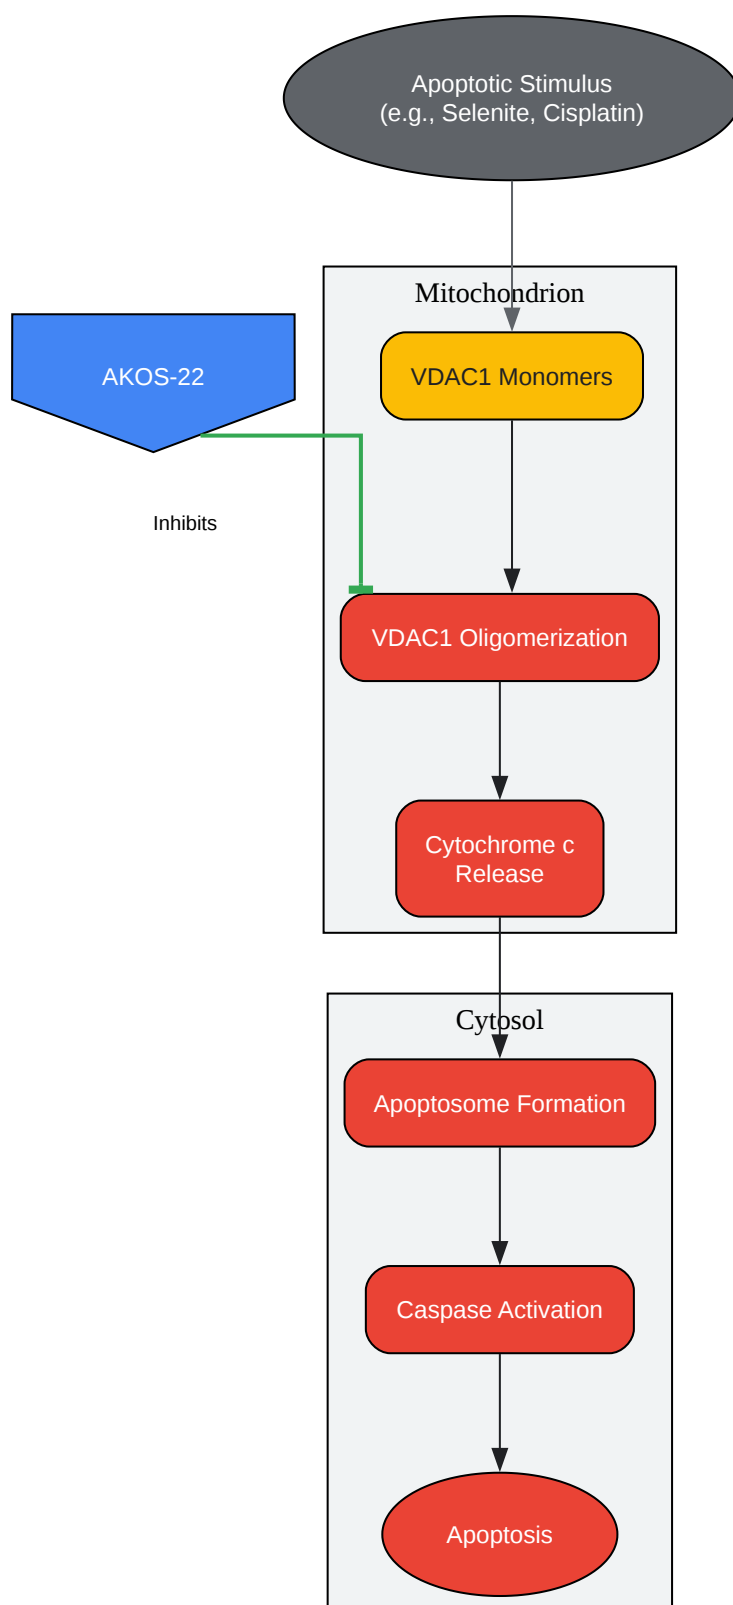 Apoptotic Stimulus
(e.g., Selenite, Cisplatin)
Mitochondrion
AKOS-22
VDAC1 Monomers
Inhibits
VDAC1 Oligomerization
Cytochrome c
Release
Cytosol
Apoptosome Formation
Caspase Activation
Apoptosis